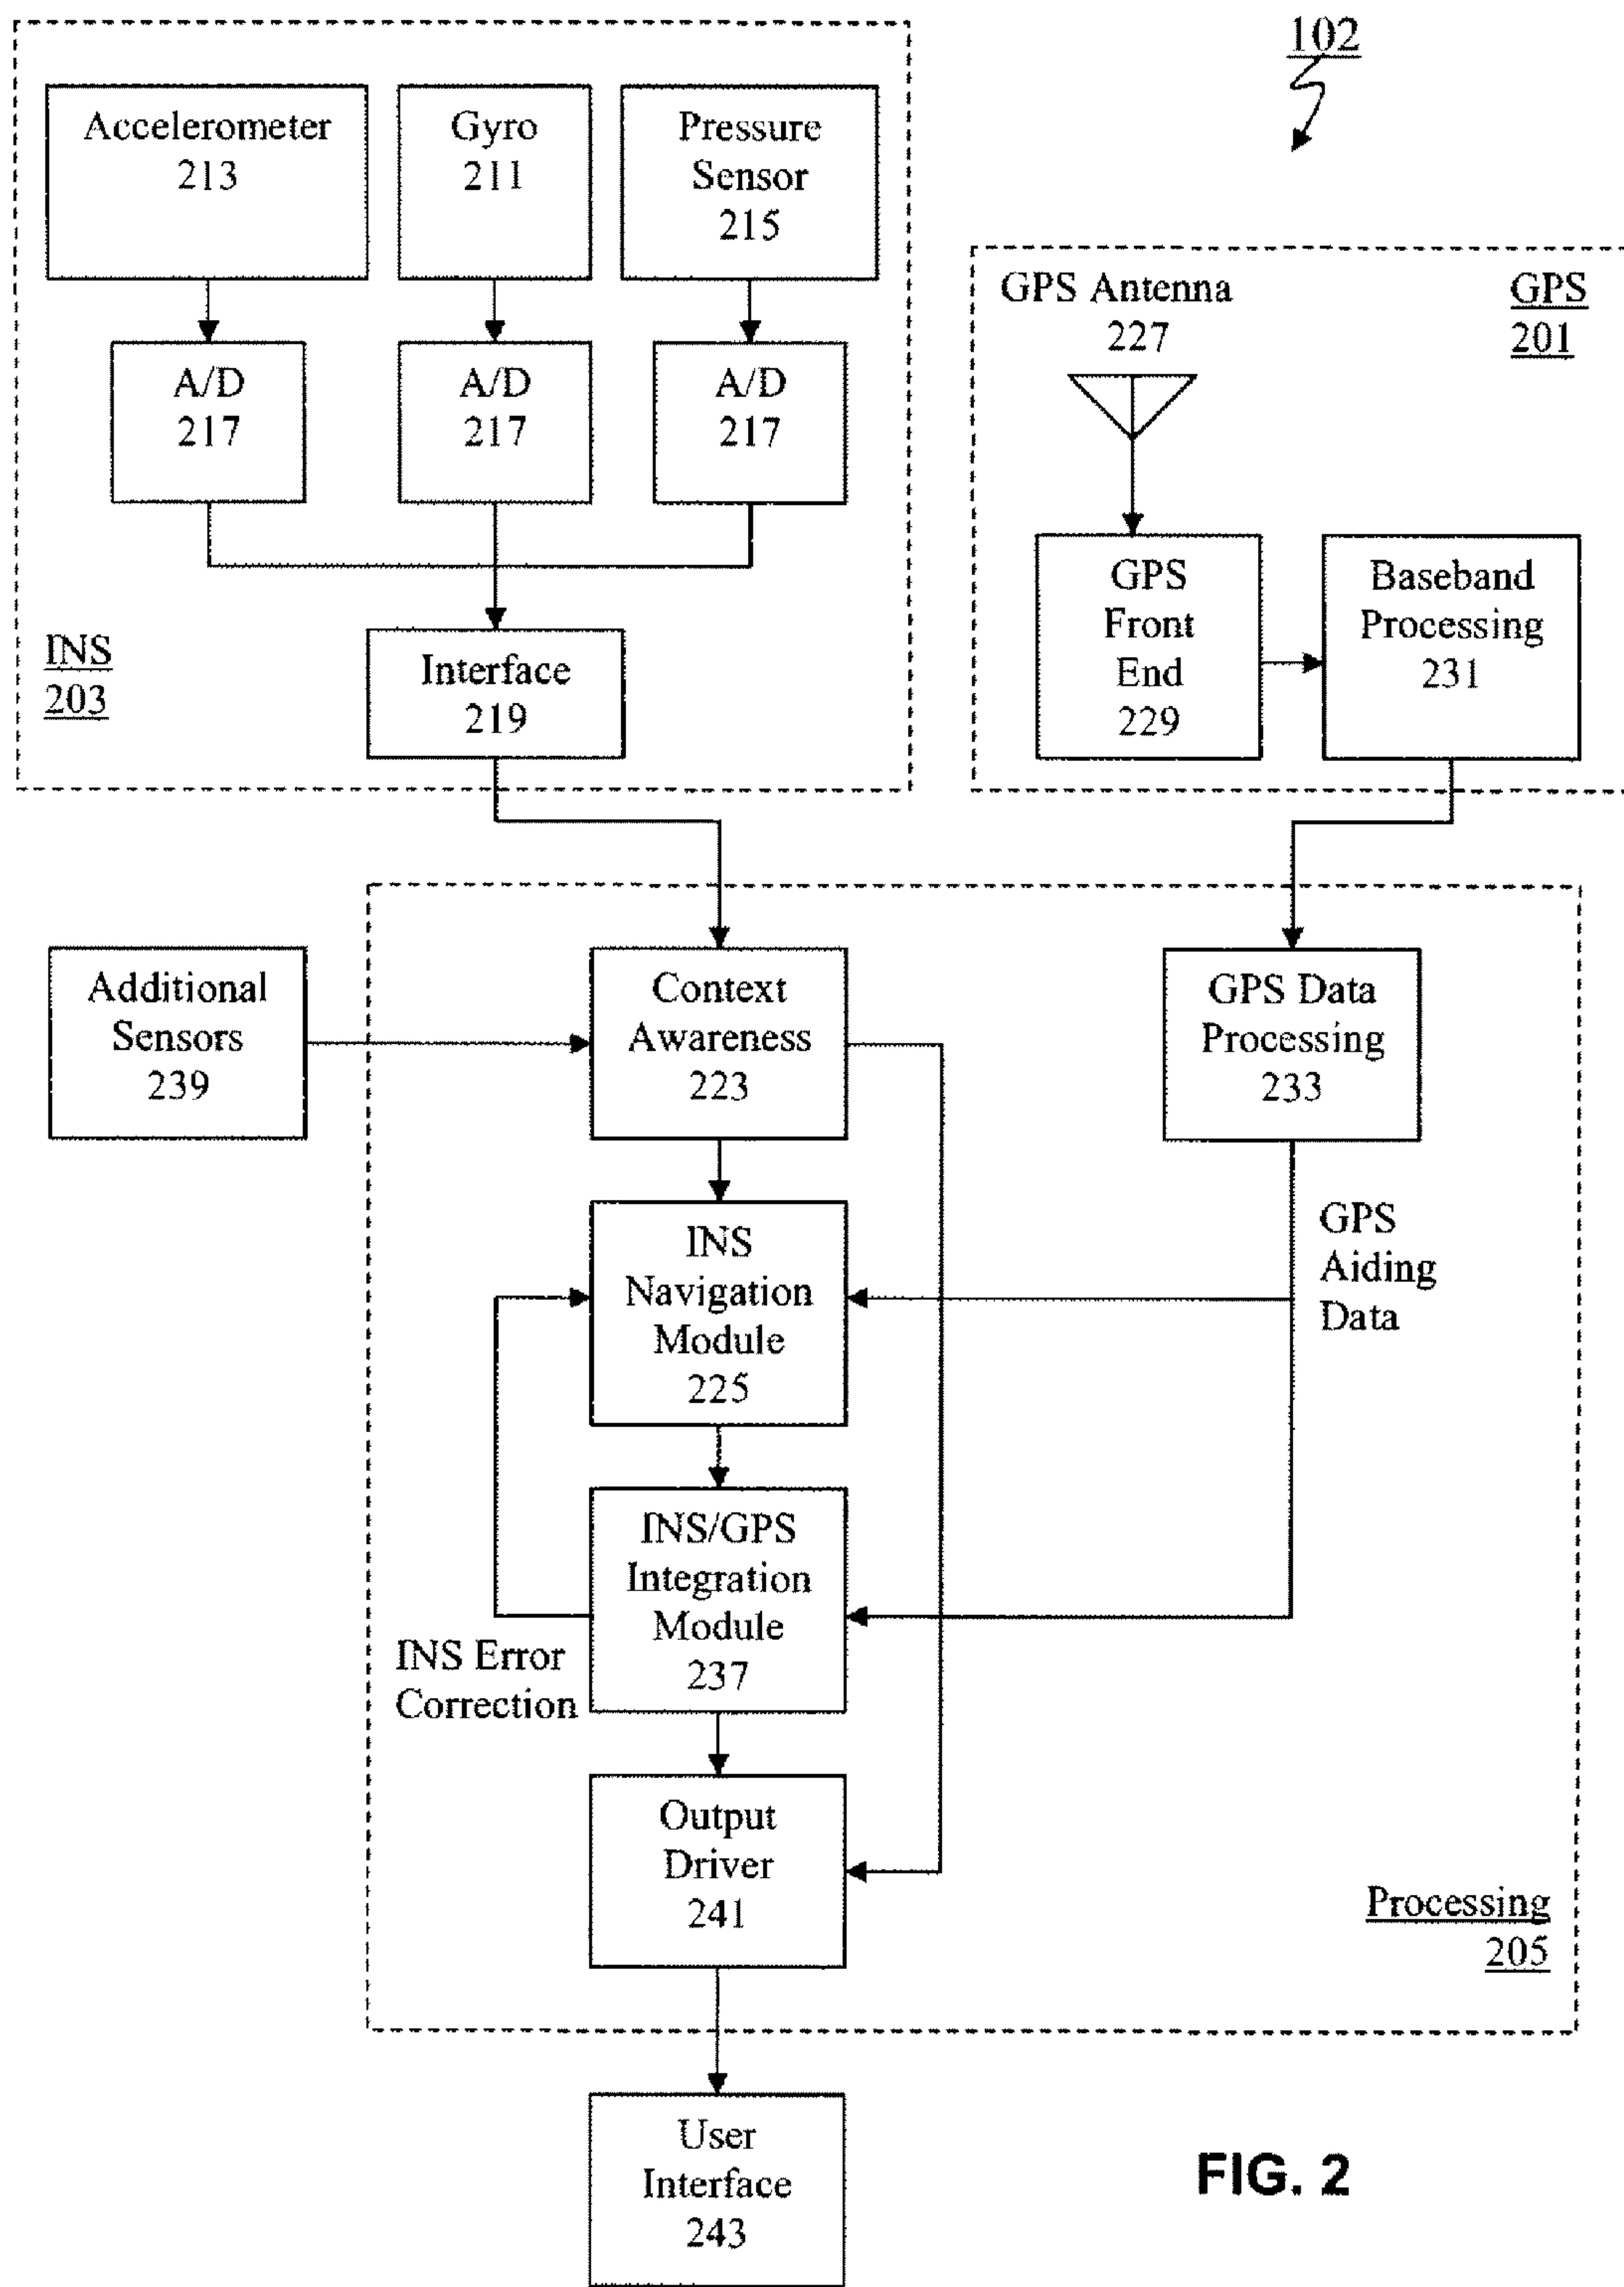 102
Accelerometer
213
Gyro
211
Pressure
Sensor
215
A/D
217
A/D
217
A/D
217
INS
203
Interface
219
GPS Antenna
227
GPS
201
GPS
Front
End
229
Baseband
Processing
231
Additional
Sensors
239
Context
Awareness
223
GPS Data
Processing
233
INS
Navigation
Module
225
GPS
Aiding
Data
INS/GPS
Integration
Module
237
INS Error
Correction
Output
Driver
241
Processing
205
User
Interface
243
FIG. 2